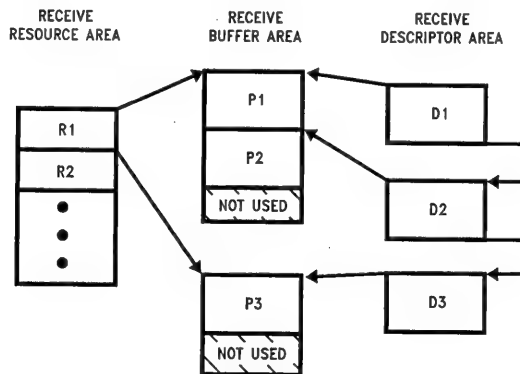 RECEIVE
RESOURCE AREA
RECEIVE
BUFFER AREA
RECEIVE
DESCRIPTOR AREA
R1
R2
P1
P2
NOT USED
P3
NOT USED
D1
D2
D3